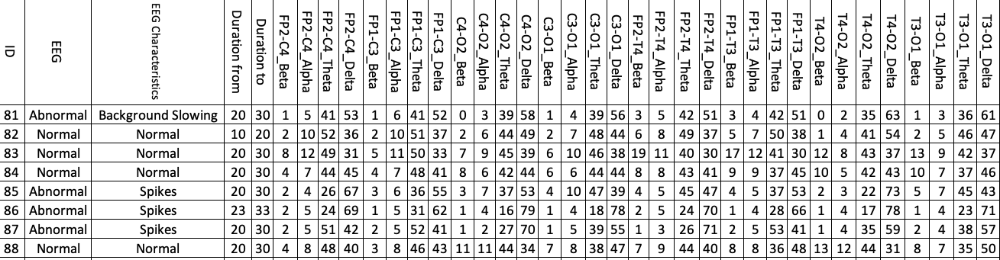 ID EEG EEG Characteristics Duration from Duration to FP2-C4_Beta FP2-C4_Alpha FP2-C4_Theta FP2-C4_Delta FP1-C3_Beta FP1-C3_Alpha FP1-C3_Theta FP1-C3_Delta C4-O2_Beta C4-O2_Alpha C4-O2_Theta C4-O2_Delta C3-O1_Beta C3-O1_Alpha C3-O1_Theta C3-O1_Delta FP2-T4_Beta FP2-T4_Alpha FP2-T4_Theta FP2-T4_Delta FP1-T3_Beta FP1-T3_Alpha FP1-T3_Theta FP1-T3_Delta T4-O2_Beta T4-O2_Alpha T4-O2_Theta T4-O2_Delta T3-O1_Beta T3-O1_Alpha T3-O1_Theta T3-O1_Delta
81 Abnormal Background Slowing 20 30 1 5 41 53 1 6 41 52 0 3 39 58 1 4 39 56 3 5 42 51 3 4 42 51 0 2 35 63 1 3 36 61
82 Normal Normal 10 20 2 10 52 36 2 10 51 37 2 6 44 49 2 7 48 44 6 8 49 37 5 7 50 38 1 4 41 54 2 5 46 47
83 Normal Normal 20 30 8 12 49 31 5 11 50 33 7 9 45 39 6 10 46 38 19 11 40 30 17 12 41 30 12 8 43 37 13 9 42 37
84 Normal Normal 20 30 4 7 44 45 4 7 48 41 8 6 42 44 6 6 44 44 8 8 43 41 9 9 37 45 10 5 42 43 10 7 37 46
85 Abnormal Spikes 20 30 2 4 26 67 3 6 36 55 3 7 37 53 4 10 47 39 4 5 45 47 4 5 37 53 2 3 22 73 5 7 45 43
86 Abnormal Spikes 23 33 2 5 24 69 1 5 31 62 1 4 16 79 1 4 18 78 2 5 24 70 1 4 28 66 1 4 17 78 1 4 23 71
87 Abnormal Spikes 20 30 2 5 51 42 2 5 52 41 1 2 27 70 1 5 39 55 1 3 26 71 2 5 53 41 1 4 35 59 2 4 38 57
88 Normal Normal 20 30 4 8 48 40 3 8 46 43 11 11 44 34 7 8 38 47 7 9 44 40 8 8 36 48 13 12 44 31 8 7 35 50